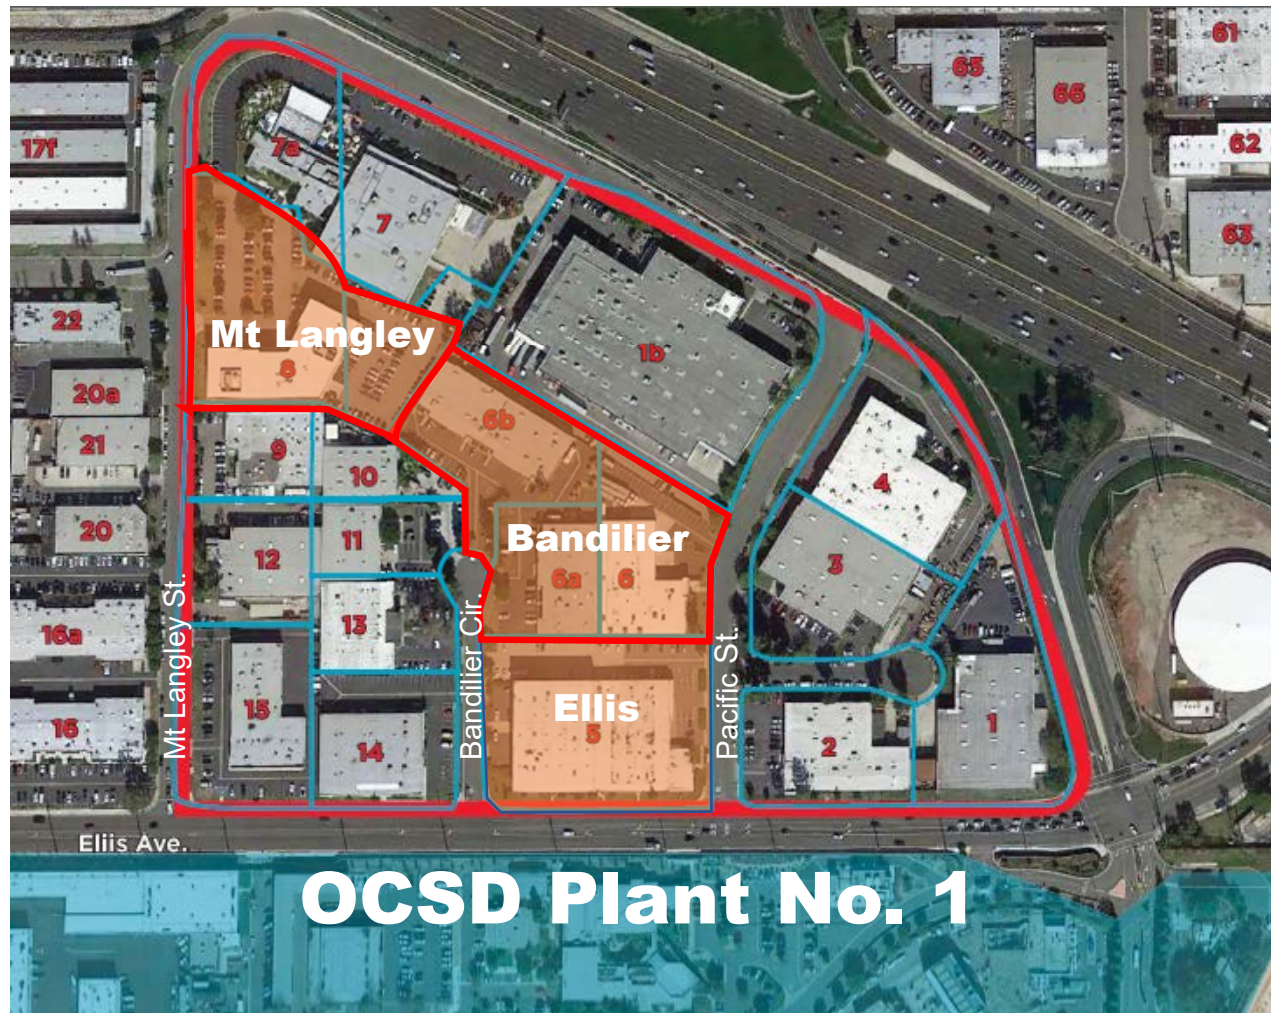 61
65
66
17f
7a
62
7
63
22
Mt Langley
1b
8
20a
6b
21
9
10
4
20
11
12
Bandilier
3
6a
6
16a
13
Mt Langley St.
Bandilier Cir.
Pacific St.
15
Ellis
5
16
14
2
1
Eliis Ave.
OCSD Plant No. 1